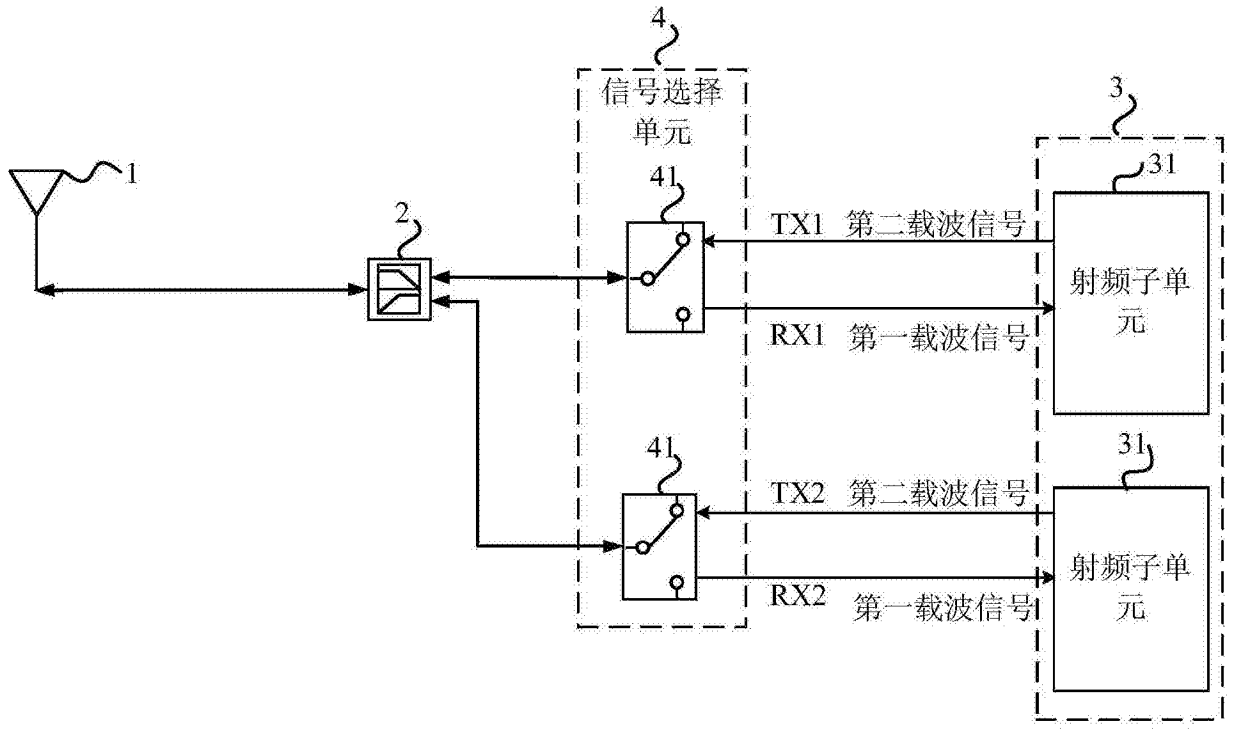 4
信号选择
单元
3
1
41
31
2
TX1 第二载波信号
射频子单
元
RX1 第一载波信号
41
31
TX2 第二载波信号
射频子单
元
RX2 第一载波信号